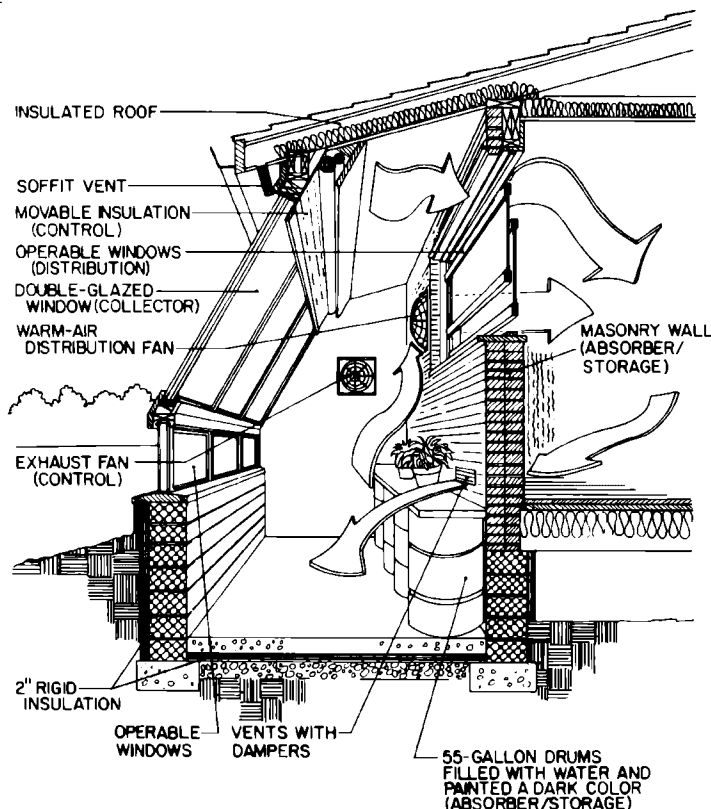 INSULATED ROOF
SOFFIT VENT
MOVABLE INSULATION
(CONTROL)
OPERABLE WINDOWS
(DISTRIBUTION)
DOUBLE-GLAZED
WINDOW (COLLECTOR)
WARM-AIR
DISTRIBUTION FAN
MASONRY WALL
(ABSORBER/
STORAGE)
EXHAUST FAN
(CONTROL)
2" RIGID
INSULATION
OPERABLE
WINDOWS
VENTS WITH
DAMPERS
55-GALLON DRUMS
FILLED WITH WATER AND
PAINTED A DARK COLOR
(ABSORBER/STORAGE)